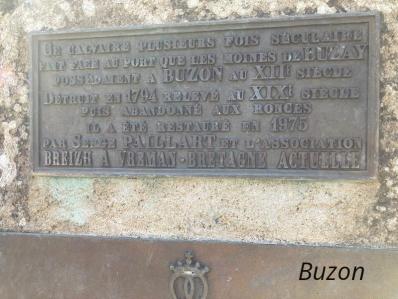 CE CALVAIRE PLUSIEURS FOIS SÉCULAIRE
FAIT FACE AU PORT QUE LES MOINES DE BUZAY
POSSÉDAIENT A BUZON AU XIIE SIÈCLE
DÉTRUIT EN 1794 RELEVÉ AU XIXE SIECLE
PUIS ABANDONNÉ AUX RONCES
IL A ÉTÉ RESTAURÉ EN 1975
PAR SERGE PAILLART ET L'ASSOCIATION
BREIZH A VREMAN-BRETAGNE ACTUELLE
Buzon